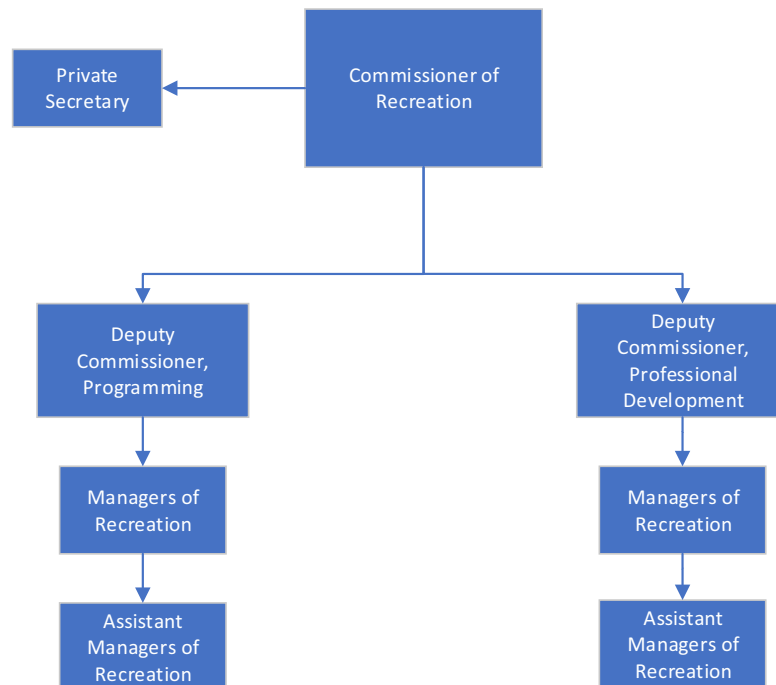 Private
Secretary
Commissioner of
Recreation
Deputy
Commissioner,
Programming
Deputy
Commissioner,
Professional
Development
Managers of
Recreation
Managers of
Recreation
Assistant
Managers of
Recreation
Assistant
Managers of
Recreation